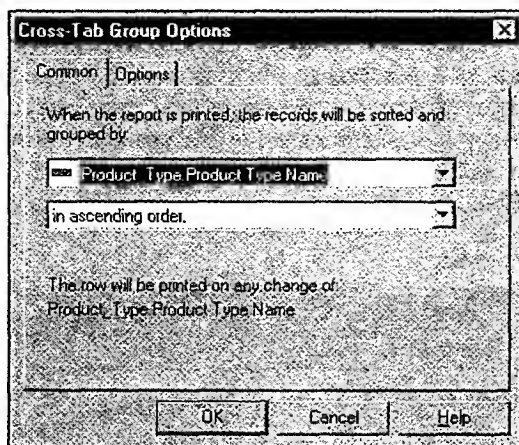 Cross-Tab Group Options
Common Options
When the report is printed, the records will be sorted and
grouped by:
Product_Type.Product Type Name
in ascending order.
The row will be printed on any change of:
Product_Type.Product Type Name
OK Cancel Help